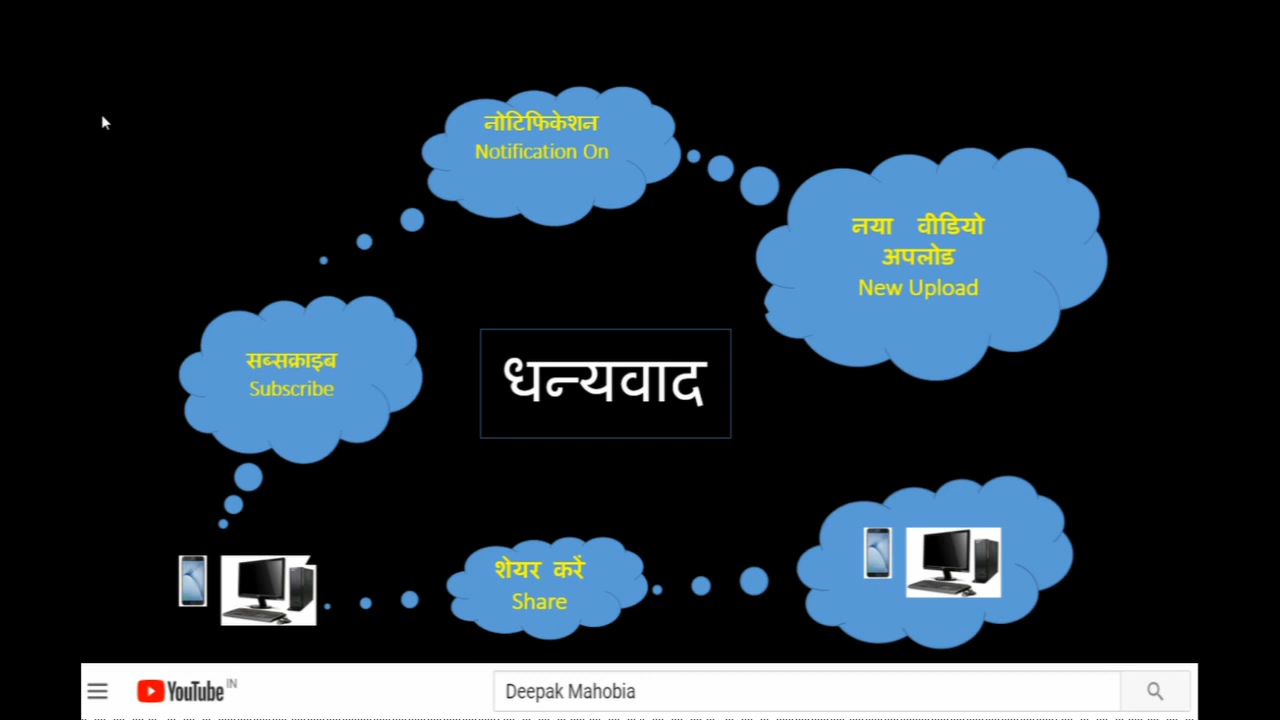 नोटिफिकेशन
Notification On
नया वीडियो
अपलोड
New Upload
सब्सक्राइब
Subscribe
धन्यवाद
शेयर करें
Share
YouTube IN
Deepak Mahobia